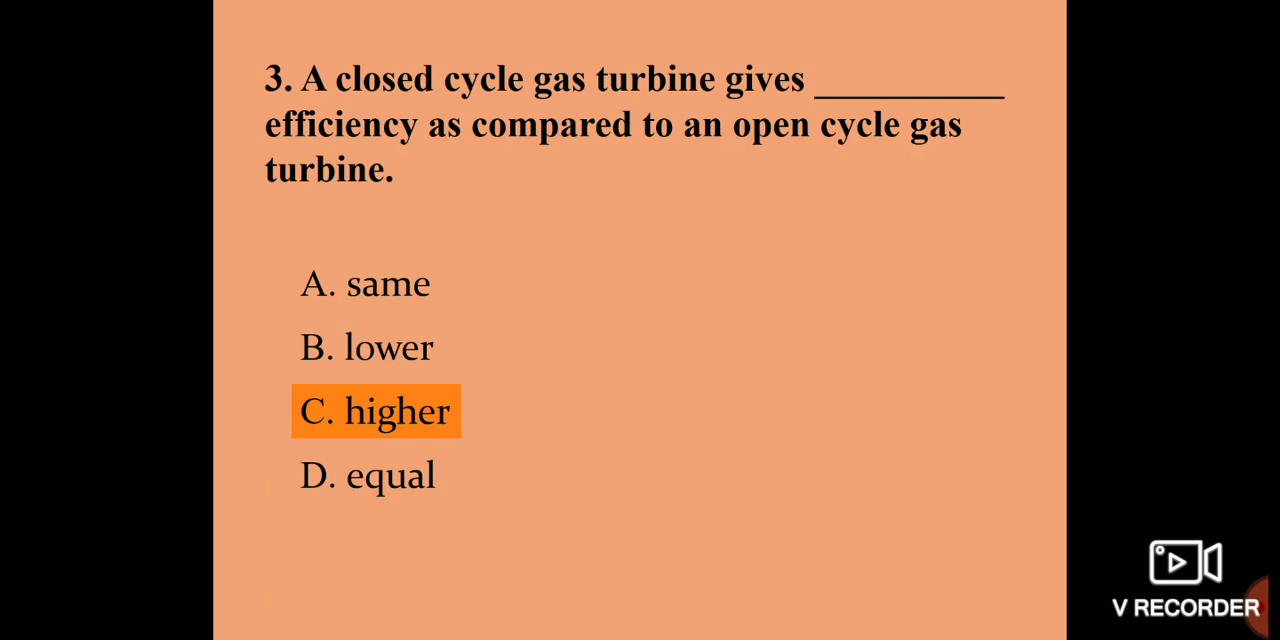 3. A closed cycle gas turbine gives __________
efficiency as compared to an open cycle gas
turbine.
A. same
B. lower
C. higher
D. equal
V RECORDER